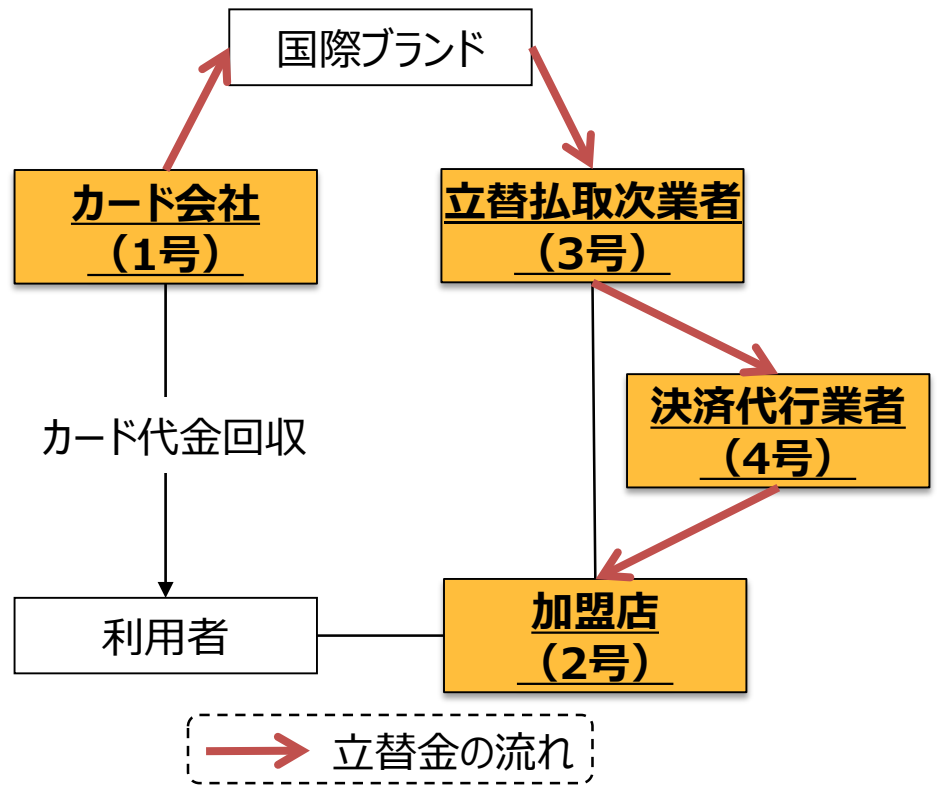 国際ブランド
カード会社
（1号）
立替払取次業者
（3号）
決済代行業者
（4号）
カード代金回収
利用者
加盟店
（2号）
立替金の流れ